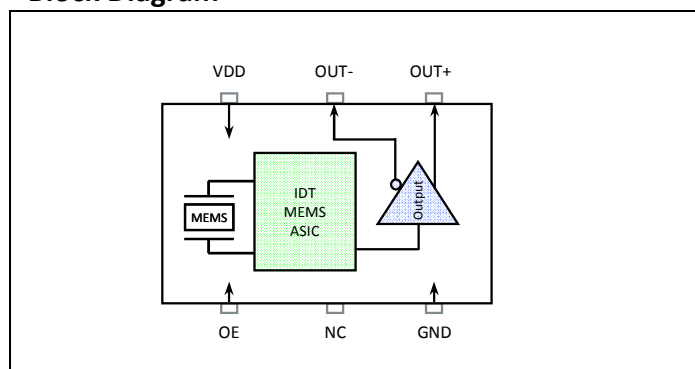 Block Diagram
VDD OUT- OUT+
IDT
MEMS
ASIC
MEMS
Output
OE NC GND